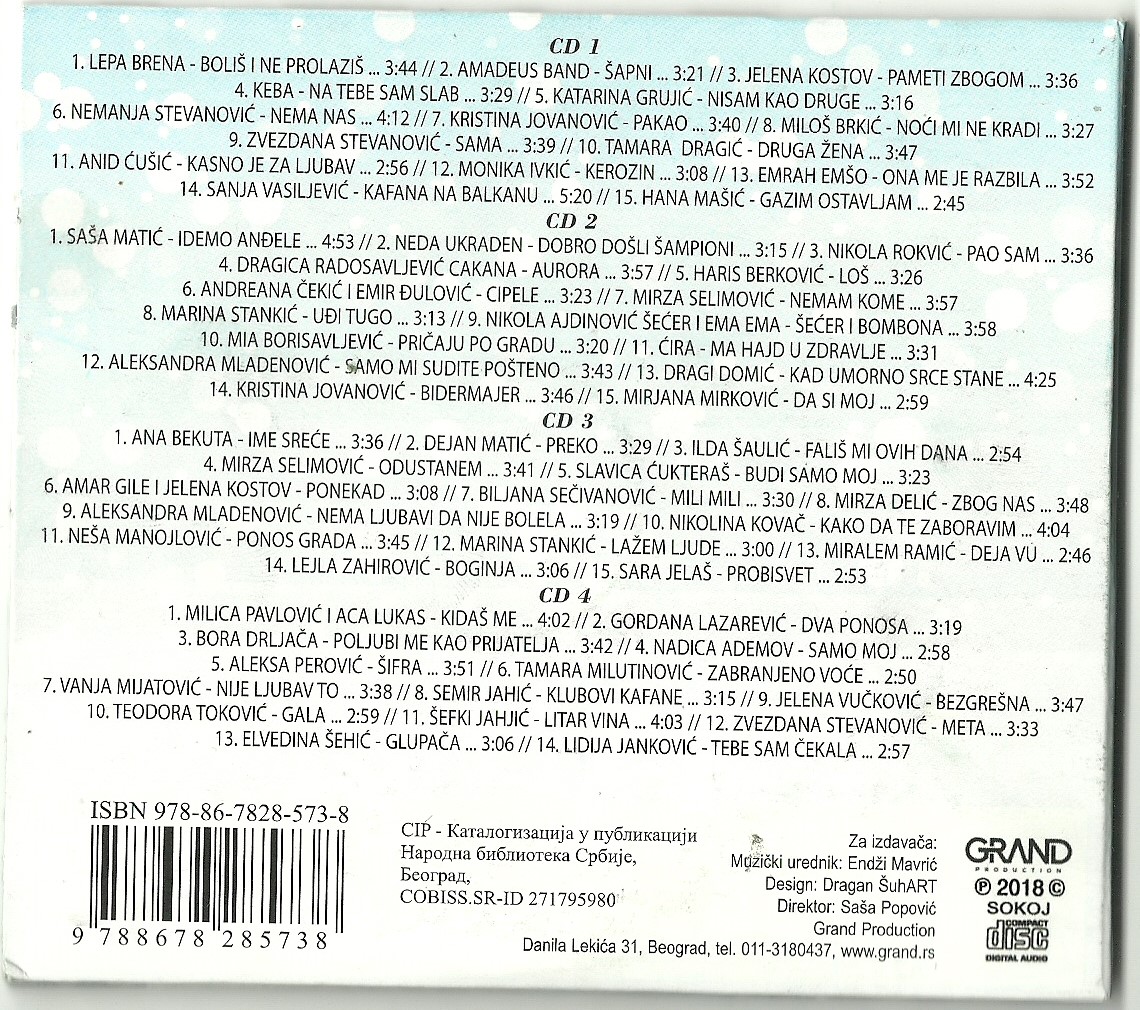 CD 1
1. LEPA BRENA - BOLIŠ I NE PROLAZIŠ ... 3:44 // 2. AMADEUS BAND - ŠAPNI ... 3:21 // 3. JELENA KOSTOV - PAMETI ZBOGOM ... 3:36
4. KEBA - NA TEBE SAM SLAB ... 3:29 // 5. KATARINA GRUJIĆ - NISAM KAO DRUGE ... 3:16
6. NEMANJA STEVANOVIĆ - NEMA NAS ... 4:12 // 7. KRISTINA JOVANOVIĆ - PAKAO ... 3:40 // 8. MILOŠ BRKIĆ - NOĆI MI NE KRADI ... 3:27
9. ZVEZDANA STEVANOVIĆ - SAMA ... 3:39 // 10. TAMARA DRAGIĆ - DRUGA ŽENA ... 3:47
11. ANID ĆUŠIĆ - KASNO JE ZA LJUBAV ... 2:56 // 12. MONIKA IVKIĆ - KEROZIN ... 3:08 // 13. EMRAH EMŠO - ONA ME JE RAZBILA ... 3:52
14. SANJA VASILJEVIĆ - KAFANA NA BALKANU ... 5:20 // 15. HANA MAŠIĆ - GAZIM OSTAVLJAM ... 2:45
CD 2
1. SAŠA MATIĆ - IDEMO ANĐELE ... 4:53 // 2. NEDA UKRADEN - DOBRO DOŠLI ŠAMPIONI ... 3:15 // 3. NIKOLA ROKVIĆ - PAO SAM ... 3:36
4. DRAGICA RADOSAVLJEVIĆ CAKANA - AURORA ... 3:57 // 5. HARIS BERKOVIĆ - LOŠ ... 3:26
6. ANDREANA ČEKIĆ I EMIR ĐULOVIĆ - CIPELE ... 3:23 // 7. MIRZA SELIMOVIĆ - NEMAM KOME ... 3:57
8. MARINA STANKIĆ - UĐI TUGO ... 3:13 // 9. NIKOLA AJDINOVIĆ ŠEĆER I EMA EMA - ŠEĆER I BOMBONA ... 3:58
10. MIA BORISAVLJEVIĆ - PRIČAJU PO GRADU ... 3:20 // 11. ĆIRA - MA HAJD U ZDRAVLJE ... 3:31
12. ALEKSANDRA MLADENOVIĆ - SAMO MI SUDITE POŠTENO ... 3:43 // 13. DRAGI DOMIĆ - KAD UMORNO SRCE STANE ... 4:25
14. KRISTINA JOVANOVIĆ - BIDERMAJER ... 3:46 // 15. MIRJANA MIRKOVIĆ - DA SI MOJ ... 2:59
CD 3
1. ANA BEKUTA - IME SREĆE ... 3:36 // 2. DEJAN MATIĆ - PREKO ... 3:29 // 3. ILDA ŠAULIĆ - FALIŠ MI OVIH DANA ... 2:54
4. MIRZA SELIMOVIĆ - ODUSTANEM ... 3:41 // 5. SLAVICA ĆUKTERAŠ - BUDI SAMO MOJ ... 3:23
6. AMAR GILE I JELENA KOSTOV - PONEKAD ... 3:08 // 7. BILJANA SEČIVANOVIĆ - MILI MILI ... 3:30 // 8. MIRZA DELIĆ - ZBOG NAS ... 3:48
9. ALEKSANDRA MLADENOVIĆ - NEMA LJUBAVI DA NIJE BOLELA ... 3:19 // 10. NIKOLINA KOVAČ - KAKO DA TE ZABORAVIM ... 4:04
11. NEŠA MANOJLOVIĆ - PONOS GRADA ... 3:45 // 12. MARINA STANKIĆ - LAŽEM LJUDE ... 3:00 // 13. MIRALEM RAMIĆ - DEJA VU ... 2:46
14. LEJLA ZAHIROVIĆ - BOGINJA ... 3:06 // 15. SARA JELAŠ - PROBISVET ... 2:53
CD 4
1. MILICA PAVLOVIĆ I ACA LUKAS - KIDAŠ ME ... 4:02 // 2. GORDANA LAZAREVIĆ - DVA PONOSA ... 3:19
3. BORA DRLJAČA - POLJUBI ME KAO PRIJATELJA ... 3:42 // 4. NADICA ADEMOV - SAMO MOJ ... 2:58
5. ALEKSA PEROVIĆ - ŠIFRA ... 3:51 // 6. TAMARA MILUTINOVIĆ - ZABRANJENO VOĆE ... 2:50
7. VANJA MIJATOVIĆ - NIJE LJUBAV TO ... 3:38 // 8. SEMIR JAHIĆ - KLUBOVI KAFANE ... 3:15 // 9. JELENA VUČKOVIĆ - BEZGREŠNA ... 3:47
10. TEODORA TOKOVIĆ - GALA ... 2:59 // 11. ŠEFKI JAHJIĆ - LITAR VINA ... 4:03 // 12. ZVEZDANA STEVANOVIĆ - META ... 3:33
13. ELVEDINA ŠEHIĆ - GLUPAČA ... 3:06 // 14. LIDIJA JANKOVIĆ - TEBE SAM ČEKALA ... 2:57
ISBN 978-86-7828-573-8
9 788678 285738
CIP - Каталогизација у публикацији
Народна библиотека Србије,
Београд,
COBISS.SR-ID 271795980
Za izdavača:
Muzički urednik: Endži Mavrić
Design: Dragan ŠuhART
Direktor: Saša Popović
Grand Production
Danila Lekića 31, Beograd, tel. 011-3180437, www.grand.rs
GRAND
PRODUCTION
℗ 2018 ©
SOKOJ
COMPACT
disc
DIGITAL AUDIO